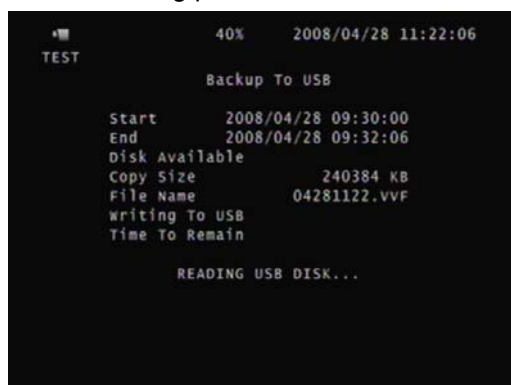 40% 2008/04/28 11:22:06
TEST
Backup To USB
Start 2008/04/28 09:30:00
End 2008/04/28 09:32:06
Disk Available
Copy Size 240384 KB
File Name 04281122.VVF
Writing To USB
Time To Remain
READING USB DISK...